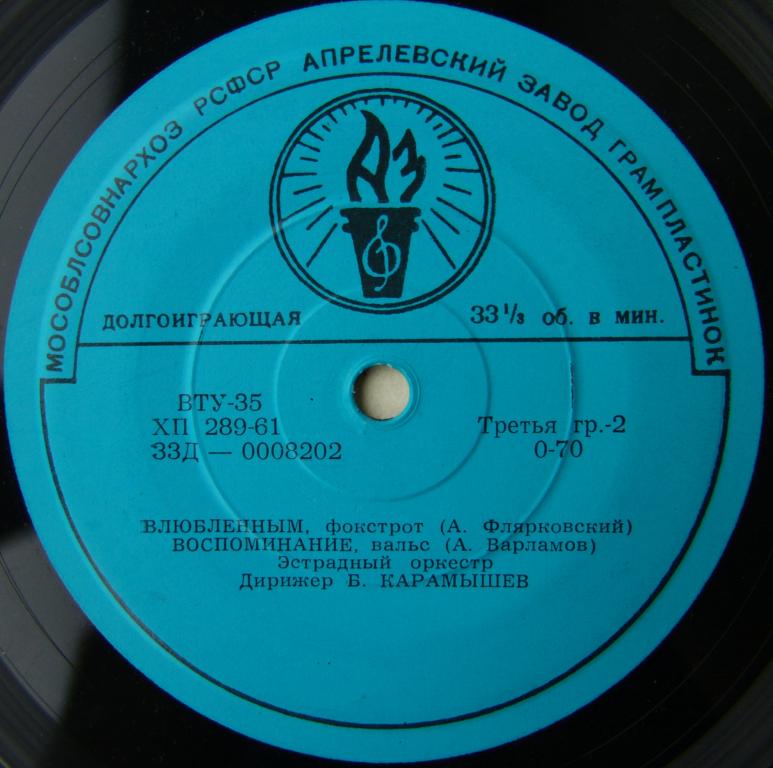 МОСОБЛСОВНАРХОЗ РСФСР АПРЕЛЕВСКИЙ ЗАВОД ГРАМПЛАСТИНОК
АЗ
ДОЛГОИГРАЮЩАЯ 33 1/3 об. в мин.
ВТУ-35
ХП 289-61 Третья гр.-2
33Д — 0008202 0-70
ВЛЮБЛЕННЫМ, фокстрот (А. Флярковский)
ВОСПОМИНАНИЕ, вальс (А. Варламов)
Эстрадный оркестр
Дирижер Б. КАРАМЫШЕВ